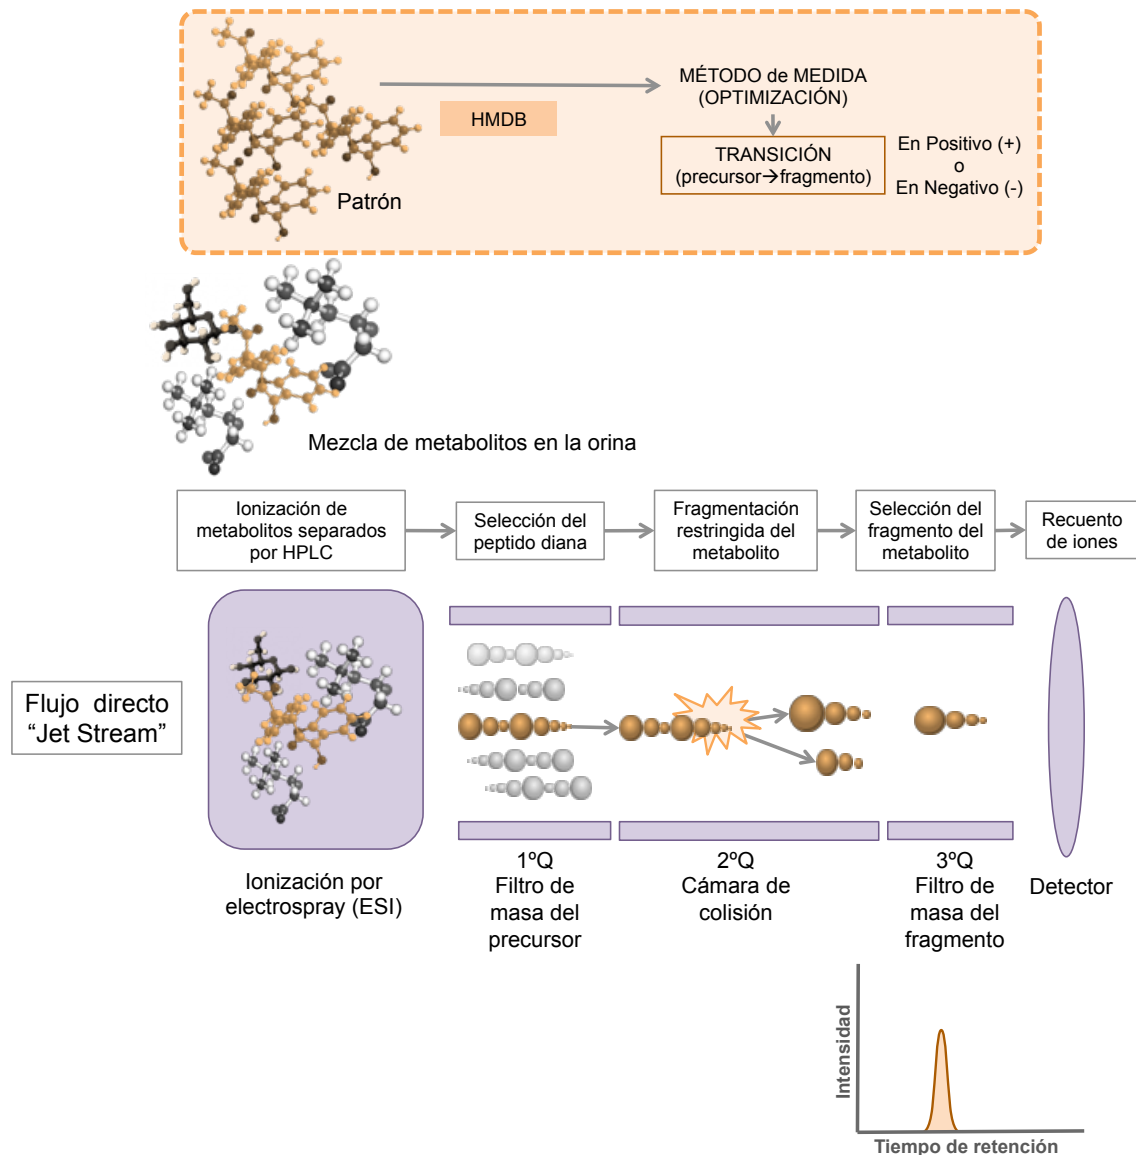 MÉTODO de MEDIDA
(OPTIMIZACIÓN)
HMDB
TRANSICIÓN
(precursor→fragmento)
En Positivo (+)
o
En Negativo (-)
Patrón
Mezcla de metabolitos en la orina
Ionización de
metabolitos separados
por HPLC
Selección del
peptido diana
Fragmentación
restringida del
metabolito
Selección del
fragmento del
metabolito
Recuento
de iones
Flujo directo
“Jet Stream”
Ionización por
electrospray (ESI)
1ºQ
Filtro de
masa del
precursor
2ºQ
Cámara de
colisión
3ºQ
Filtro de
masa del
fragmento
Detector
Intensidad
Tiempo de retención